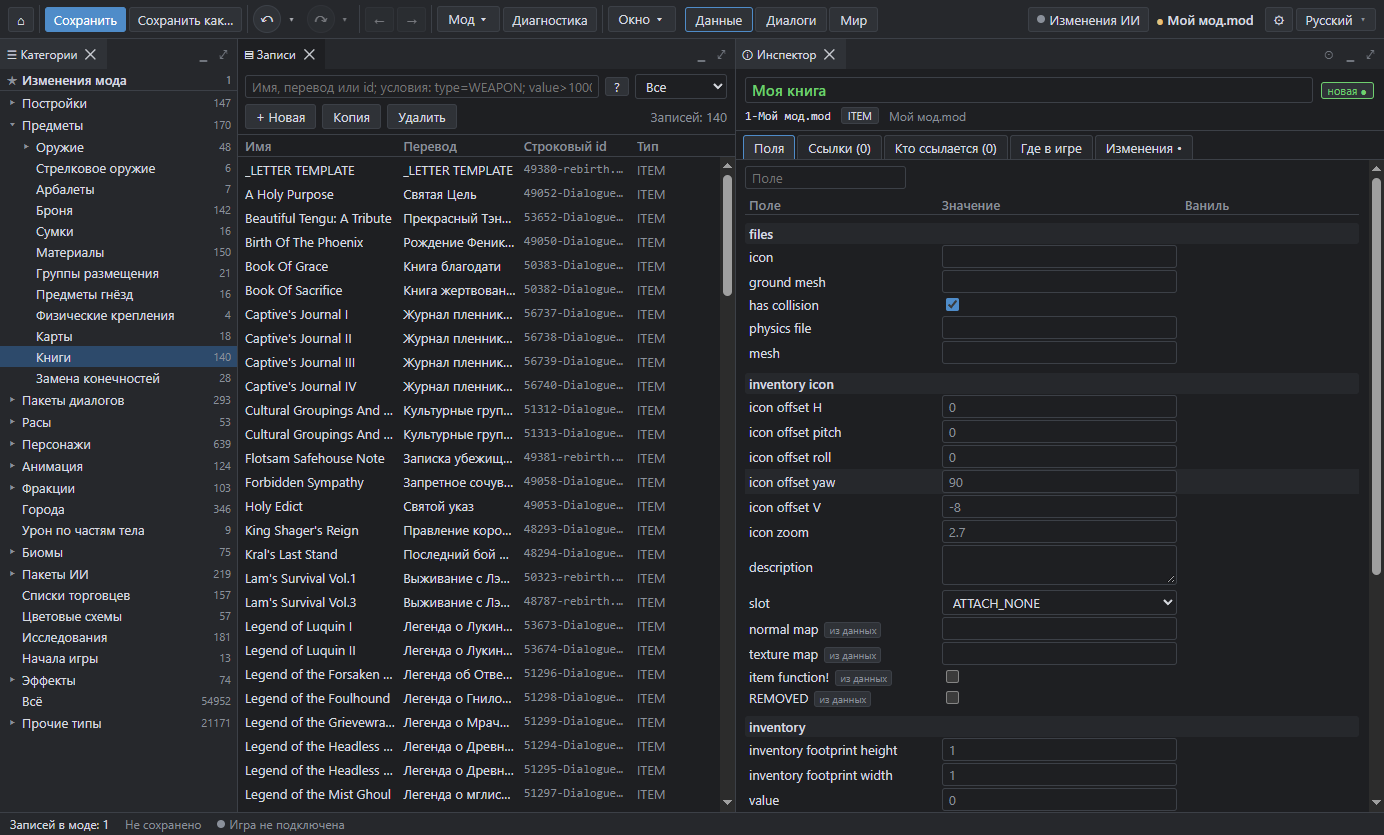 Сохранить Сохранить как... Мод Диагностика Окно Данные Диалоги Мир Изменения ИИ Мой мод.mod Русский
Категории
Изменения мода 1
Постройки 147
Предметы 170
Оружие 48
Стрелковое оружие 6
Арбалеты 7
Броня 142
Сумки 16
Материалы 150
Группы размещения 21
Предметы гнёзд 16
Физические крепления 4
Карты 18
Книги 140
Замена конечностей 28
Пакеты диалогов 293
Расы 53
Персонажи 639
Анимация 124
Фракции 103
Города 346
Урон по частям тела 9
Биомы 75
Пакеты ИИ 219
Списки торговцев 157
Цветовые схемы 57
Исследования 181
Начала игры 13
Эффекты 74
Всё 54952
Прочие типы 21171
Записи
Имя, перевод или id; условия: type=WEAPON; value>1000 ? Все
+ Новая Копия Удалить Записей: 140
Имя Перевод Строковый id Тип
_LETTER TEMPLATE _LETTER TEMPLATE 49380-rebirth.… ITEM
A Holy Purpose Святая Цель 49052-Dialogue… ITEM
Beautiful Tengu: A Tribute Прекрасный Тэн... 53652-Dialogue… ITEM
Birth Of The Phoenix Рождение Феник... 49050-Dialogue… ITEM
Book Of Grace Книга благодати 50383-Dialogue… ITEM
Book Of Sacrifice Книга жертвован... 50382-Dialogue… ITEM
Captive's Journal I Журнал пленник... 56737-Dialogue… ITEM
Captive's Journal II Журнал пленник... 56738-Dialogue… ITEM
Captive's Journal III Журнал пленник... 56739-Dialogue… ITEM
Captive's Journal IV Журнал пленник... 56740-Dialogue… ITEM
Cultural Groupings And ... Культурные груп... 51312-Dialogue… ITEM
Cultural Groupings And ... Культурные груп... 51313-Dialogue… ITEM
Flotsam Safehouse Note Записка убежищ... 49381-rebirth.… ITEM
Forbidden Sympathy Запретное сочув... 49058-Dialogue… ITEM
Holy Edict Святой указ 49053-Dialogue… ITEM
King Shager's Reign Правление коро... 48293-Dialogue… ITEM
Kral's Last Stand Последний бой ... 48294-Dialogue… ITEM
Lam's Survival Vol.1 Выживание с Лэ... 50323-rebirth.… ITEM
Lam's Survival Vol.3 Выживание с Лэ... 48787-rebirth.… ITEM
Legend of Luquin I Легенда о Лукин... 53673-Dialogue… ITEM
Legend of Luquin II Легенда о Лукин... 53674-Dialogue… ITEM
Legend of the Forsaken ... Легенда об Отве... 51296-Dialogue… ITEM
Legend of the Foulhound Легенда о Гнило... 51298-Dialogue… ITEM
Legend of the Grievewra... Легенда о Мрач... 51299-Dialogue… ITEM
Legend of the Headless ... Легенда о Древн... 51294-Dialogue… ITEM
Legend of the Headless ... Легенда о Древн... 51295-Dialogue… ITEM
Legend of the Mist Ghoul Легенда о мглис... 51297-Dialogue… ITEM
Инспектор
Моя книга новая
1-Мой мод.mod ITEM Мой мод.mod
Поля Ссылки (0) Кто ссылается (0) Где в игре Изменения •
Поле
Поле Значение Ваниль
files
icon
ground mesh
has collision
physics file
mesh
inventory icon
icon offset H 0
icon offset pitch 0
icon offset roll 0
icon offset yaw 90
icon offset V -8
icon zoom 2.7
description
slot ATTACH_NONE
normal map из данных
texture map из данных
item function! из данных
REMOVED из данных
inventory
inventory footprint height 1
inventory footprint width 1
value 0
Записей в моде: 1 Не сохранено Игра не подключена